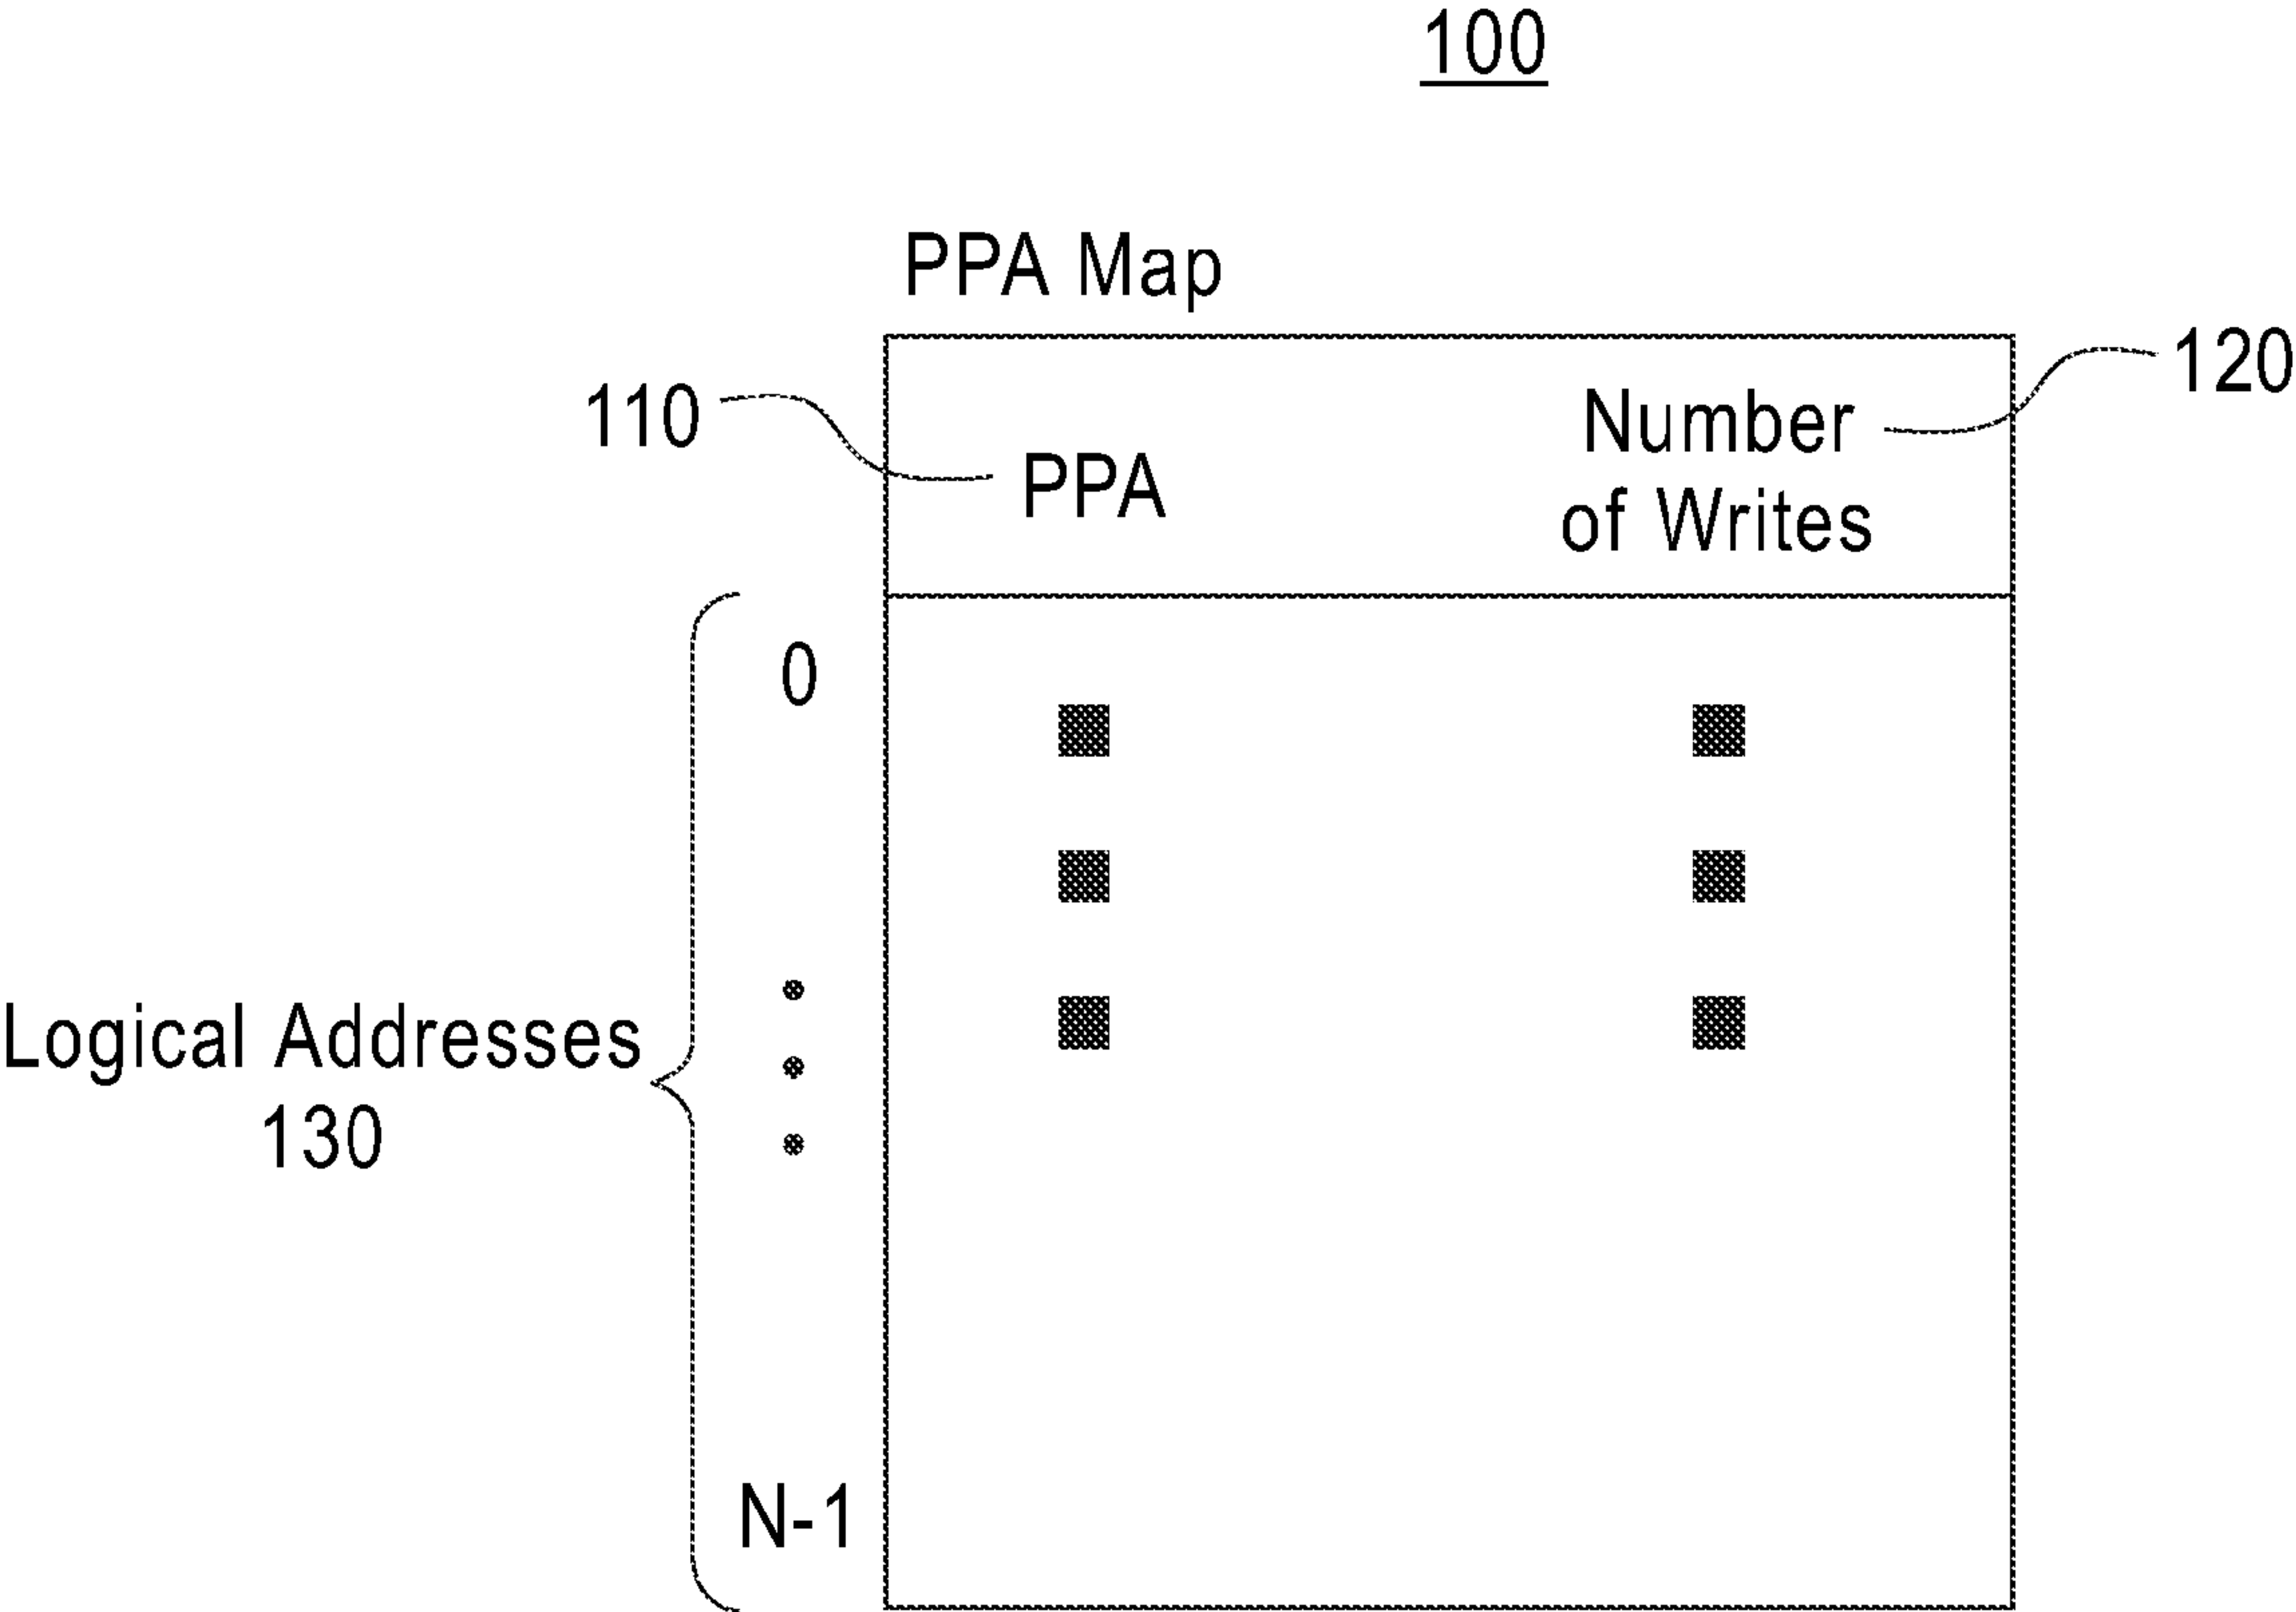 100
PPA Map
110
PPA
Number
of Writes
120
0
Logical Addresses
130
N-1